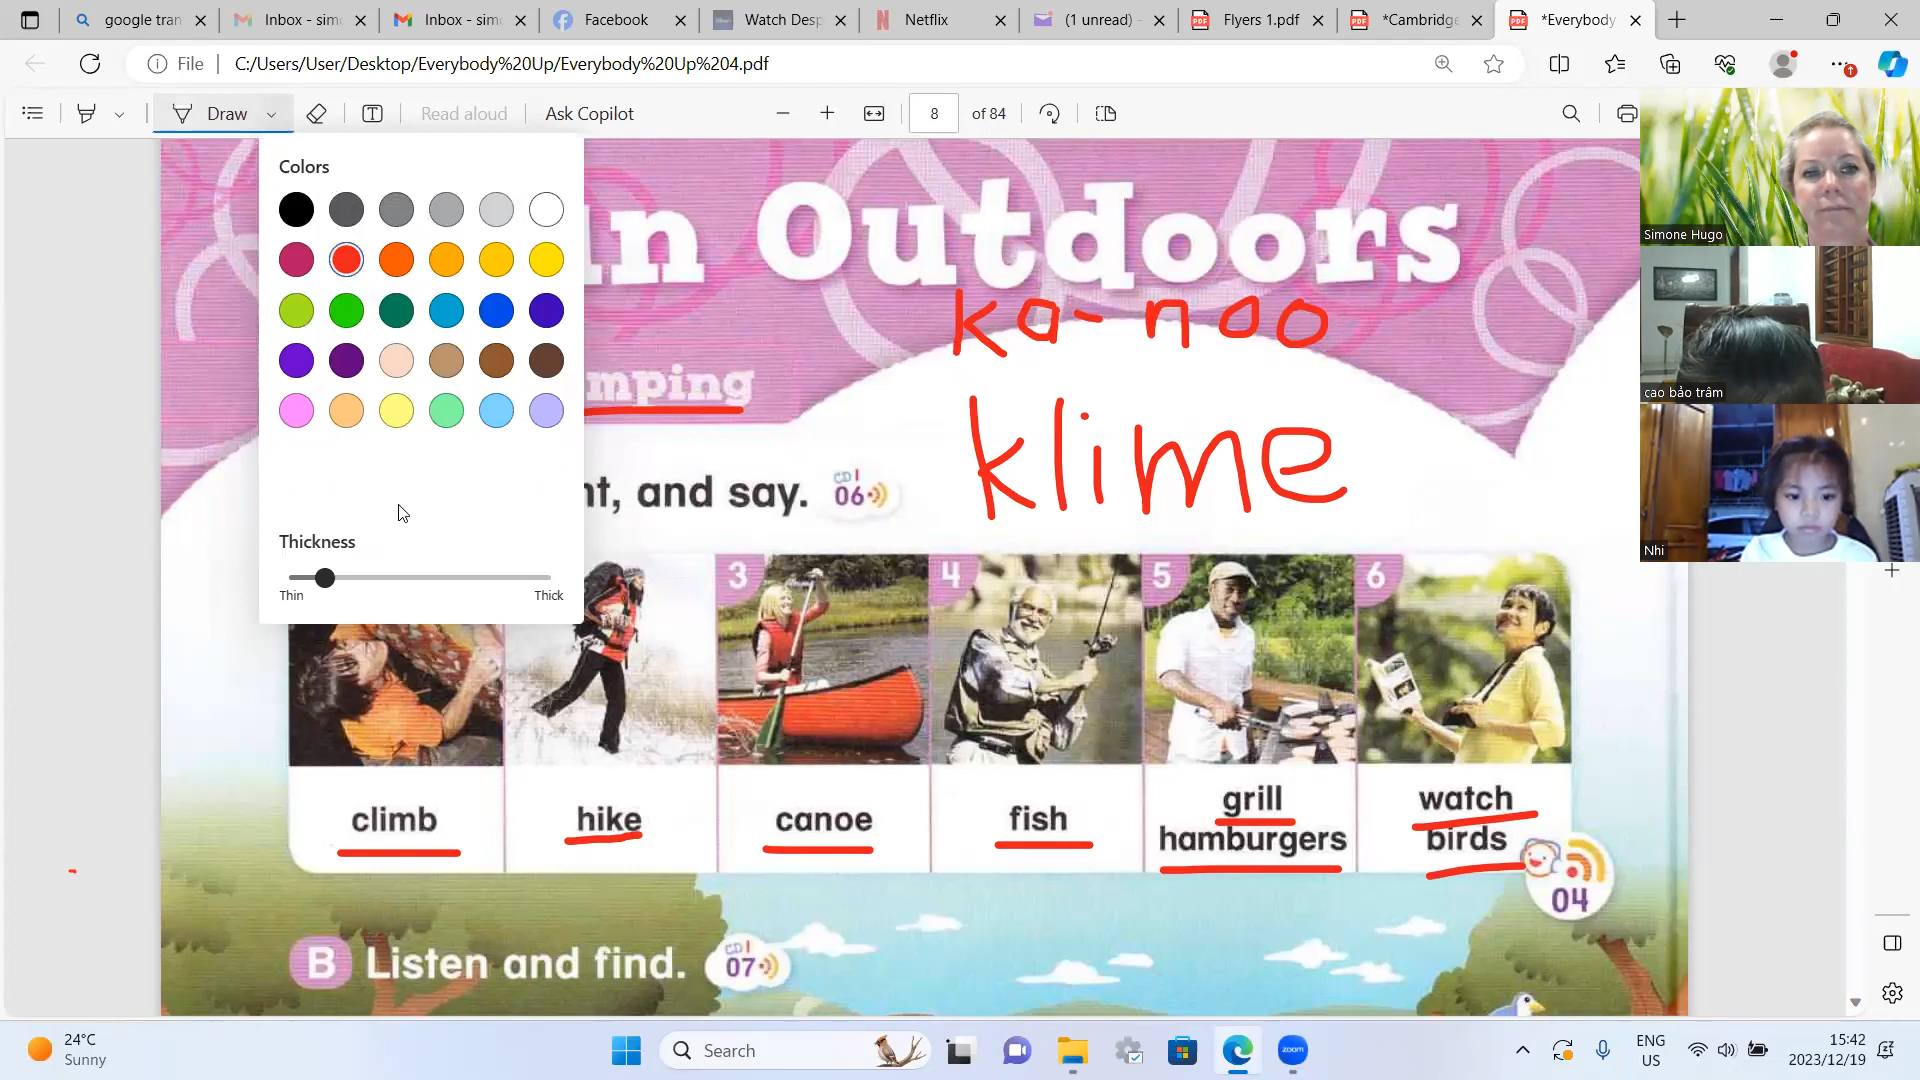 google tran
Inbox - simo
Inbox - simo
Facebook
Watch Desp
Netflix
(1 unread) -
Flyers 1.pdf
*Cambridge
*Everybody
File
C:/Users/User/Desktop/Everybody%20Up/Everybody%20Up%204.pdf
Draw
Read aloud
Ask Copilot
8
of 84
Colors
Thickness
Thin
Thick
n Outdoors
ka-noo
mping
klime
nt, and say.
CD1
06
3
4
5
6
climb
hike
canoe
fish
grill
hamburgers
watch
birds
04
B Listen and find.
CD1
07
Simone Hugo
cao bảo trâm
Nhi
24°C
Sunny
Search
zoom
ENG
US
15:42
2023/12/19